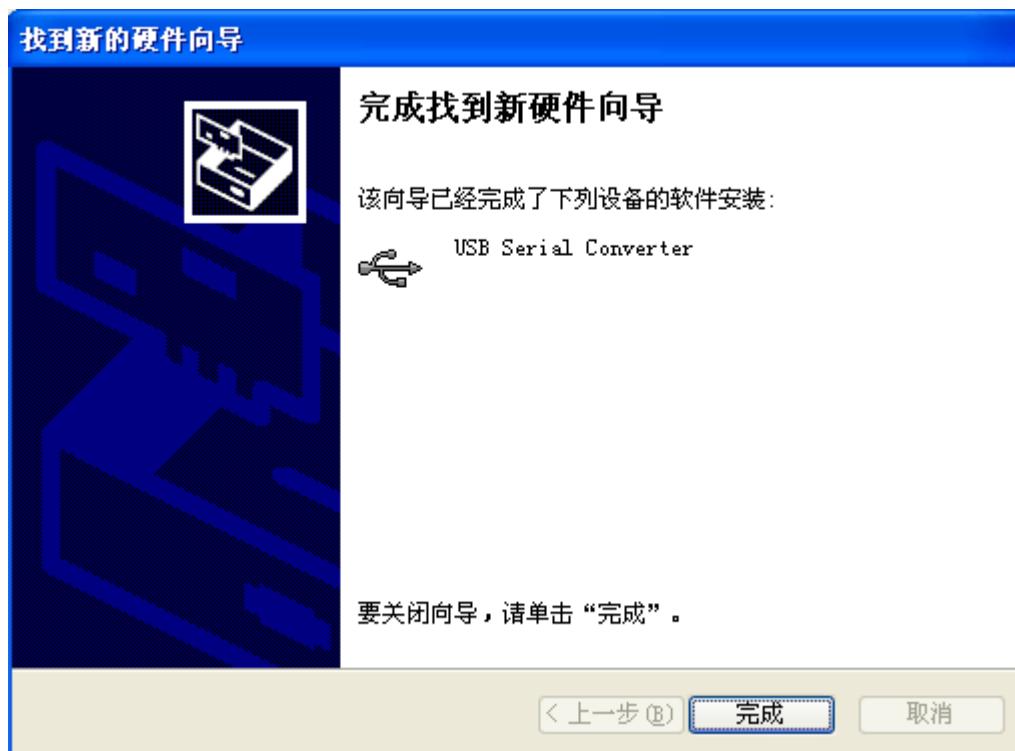 找到新的硬件向导
完成找到新硬件向导
该向导已经完成了下列设备的软件安装:
USB Serial Converter
要关闭向导，请单击“完成”。
< 上一步(B)
完成
取消